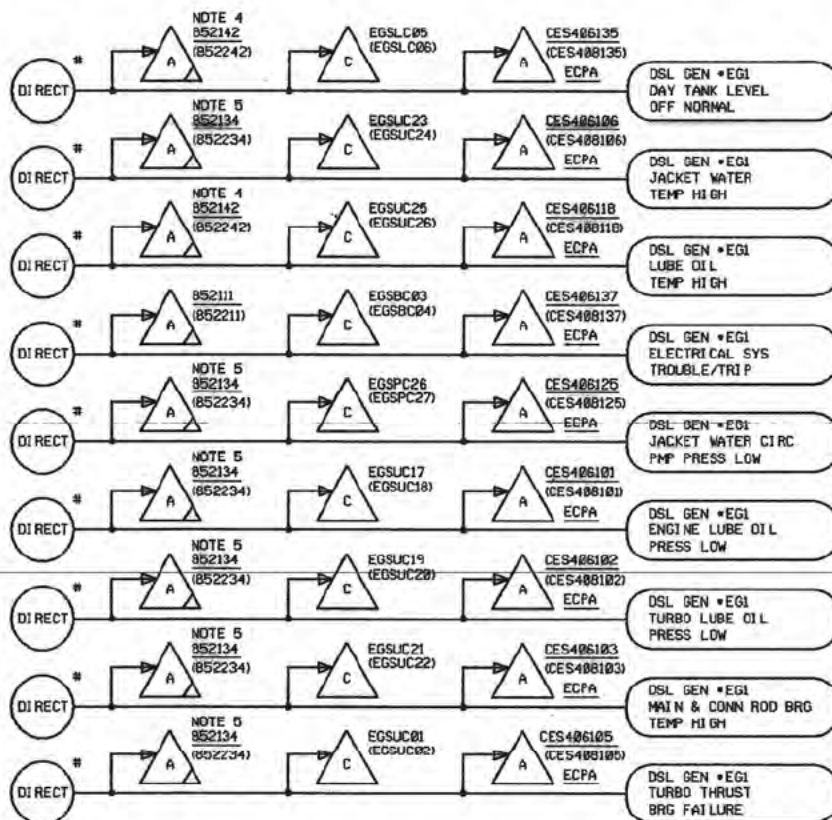 NOTE 4
852142
(852242)
EGSLC05
(EGSLC06)
CES406135
(CES408135)
ECPA
#
DIRECT
A
C
A
DSL GEN *EG1
DAY TANK LEVEL
OFF NORMAL
NOTE 5
852134
(852234)
EGSUC23
(EGSUC24)
CES406106
(CES408106)
ECPA
#
DIRECT
A
C
A
DSL GEN *EG1
JACKET WATER
TEMP HIGH
NOTE 4
852142
(852242)
EGSUC25
(EGSUC26)
CES406118
(CES408118)
ECPA
#
DIRECT
A
C
A
DSL GEN *EG1
LUBE OIL
TEMP HIGH
852111
(852211)
EGSBC03
(EGSBC04)
CES406137
(CES408137)
ECPA
#
DIRECT
A
C
A
DSL GEN *EG1
ELECTRICAL SYS
TROUBLE/TRIP
NOTE 5
852134
(852234)
EGSPC26
(EGSPC27)
CES406125
(CES408125)
ECPA
#
DIRECT
A
C
A
DSL GEN *EG1
JACKET WATER CIRC
PMP PRESS LOW
NOTE 5
852134
(852234)
EGSUC17
(EGSUC18)
CES406101
(CES408101)
ECPA
#
DIRECT
A
C
A
DSL GEN *EG1
ENGINE LUBE OIL
PRESS LOW
NOTE 5
852134
(852234)
EGSUC19
(EGSUC20)
CES406102
(CES408102)
ECPA
#
DIRECT
A
C
A
DSL GEN *EG1
TURBO LUBE OIL
PRESS LOW
NOTE 5
852134
(852234)
EGSUC21
(EGSUC22)
CES406103
(CES408103)
ECPA
#
DIRECT
A
C
A
DSL GEN *EG1
MAIN & CONN ROD BRG
TEMP HIGH
NOTE 5
852134
(852234)
EGSUC01
(EGSUC02)
CES406105
(CES408105)
ECPA
#
DIRECT
A
C
A
DSL GEN *EG1
TURBO THRUST
BRG FAILURE